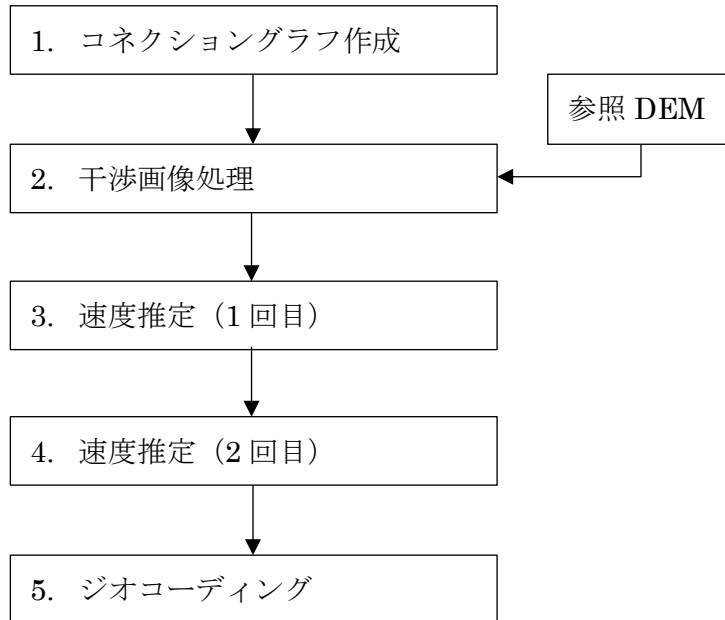 1. コネクショングラフ作成
参照 DEM
2. 干渉画像処理
3. 速度推定（1 回目）
4. 速度推定（2 回目）
5. ジオコーディング